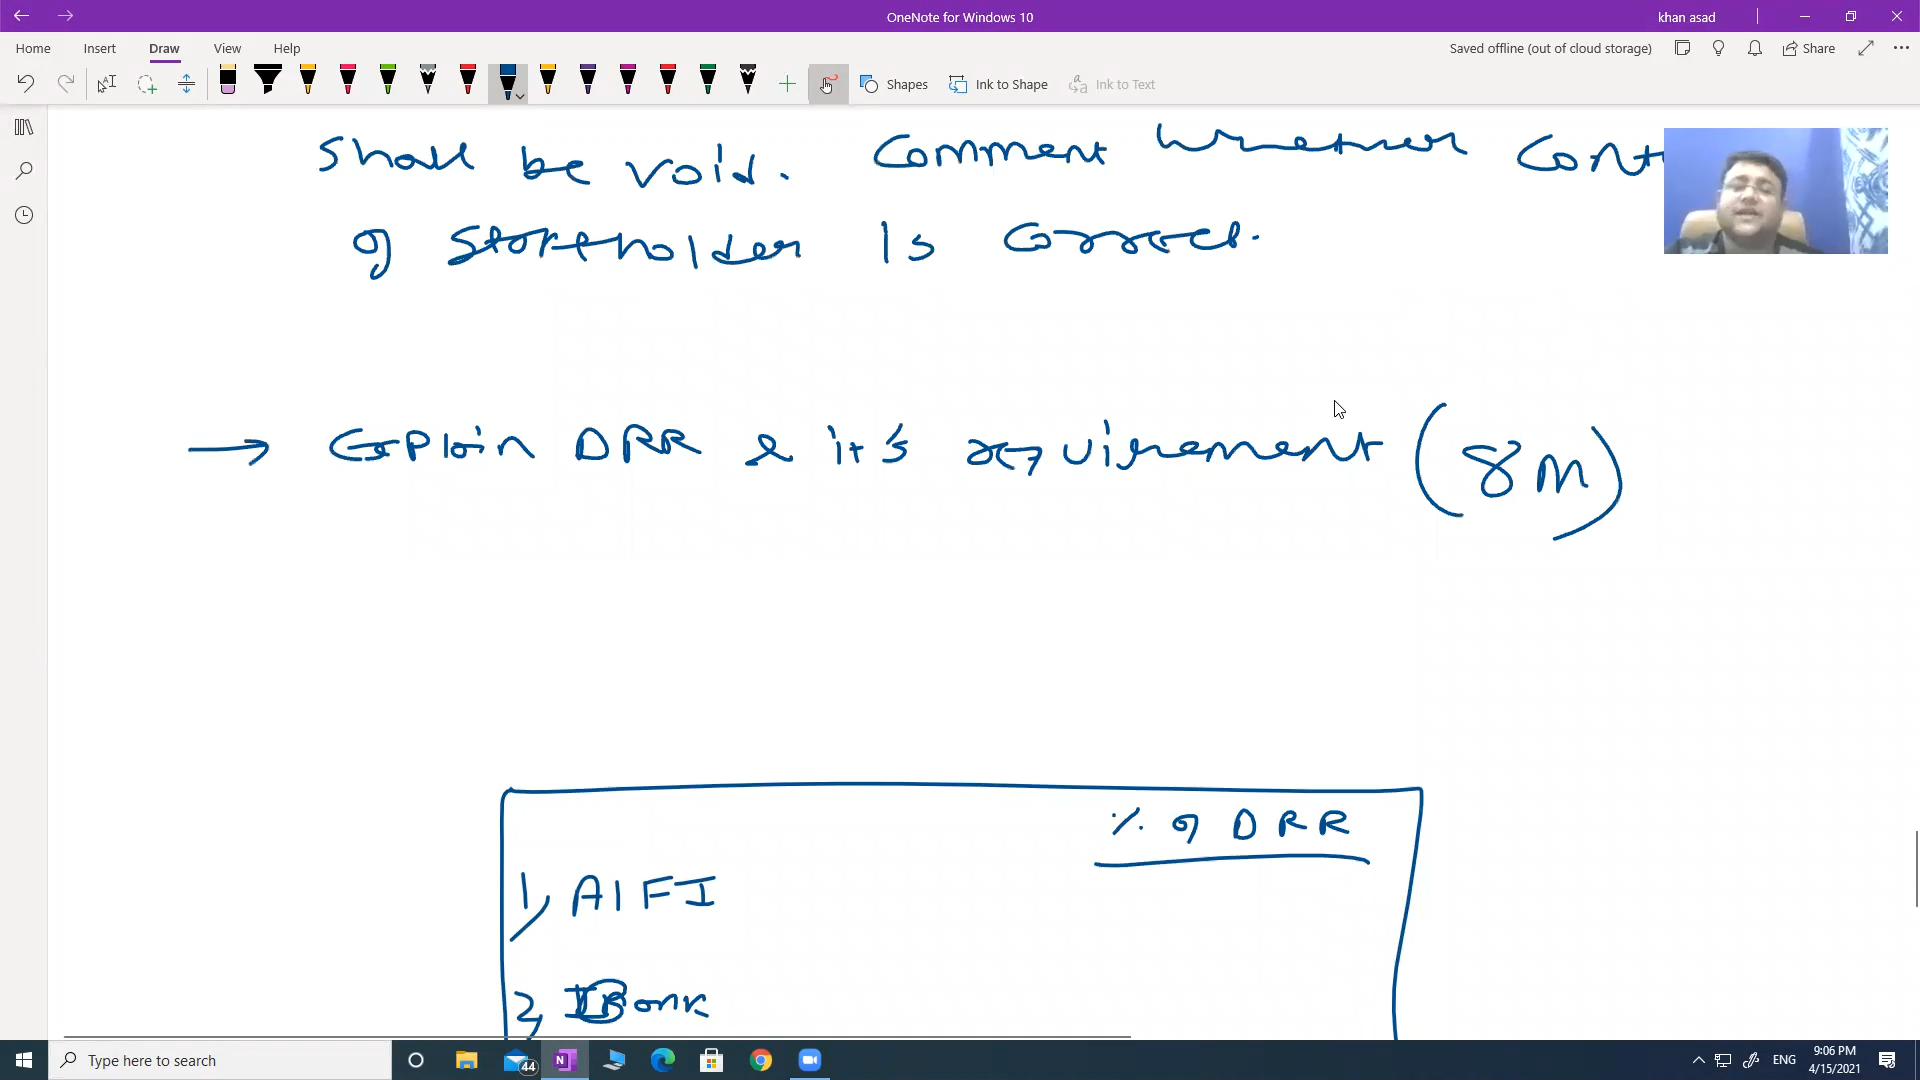 OneNote for Windows 10
khan asad
Home Insert Draw View Help
Saved offline (out of cloud storage)
Share
Shapes
Ink to Shape
Ink to Text
shall be void. Comment whether Cont
of Stakeholder is Correct.
→ Explain DRR & it's requirement (8M)
% of DRR
1, AIFI
2, Bank
Type here to search
44
ENG
9:06 PM
4/15/2021